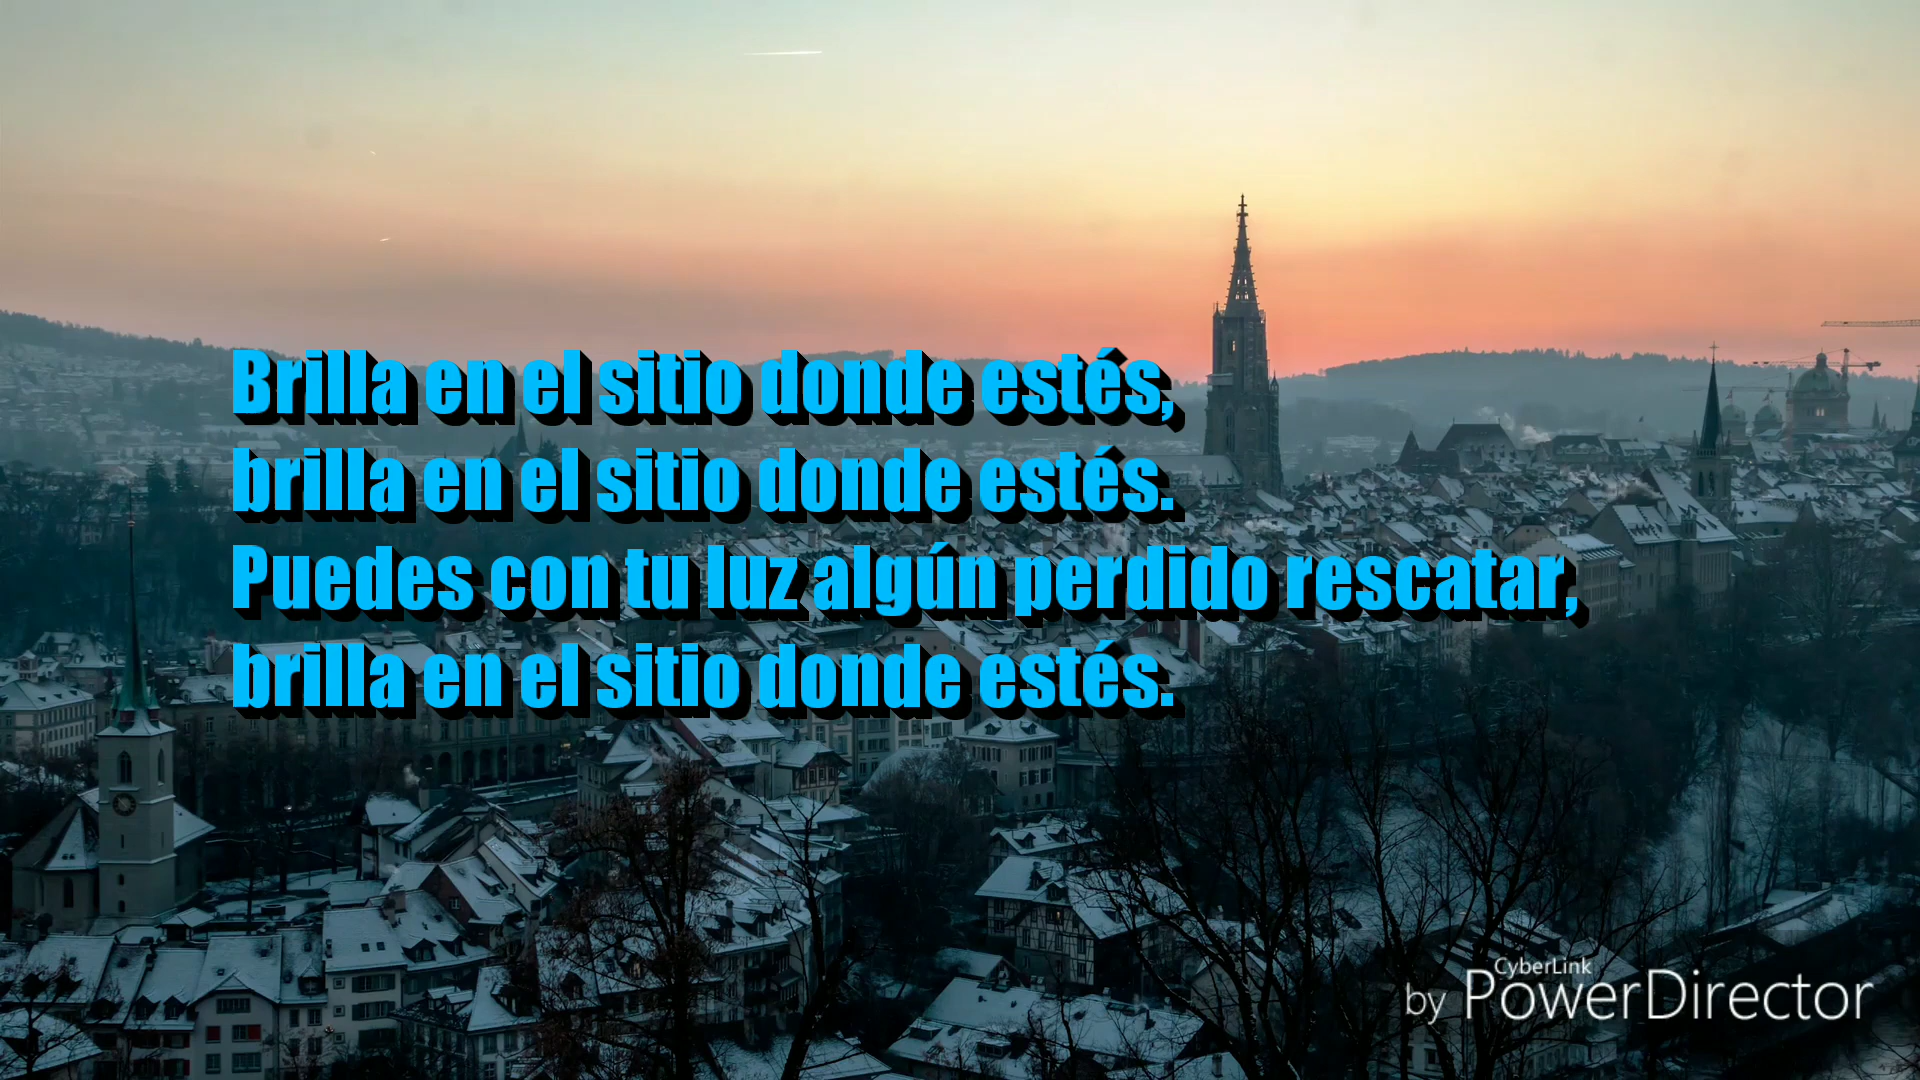 Brilla en el sitio donde estés,
brilla en el sitio donde estés.
Puedes con tu luz algún perdido rescatar,
brilla en el sitio donde estés.
CyberLink
by PowerDirector